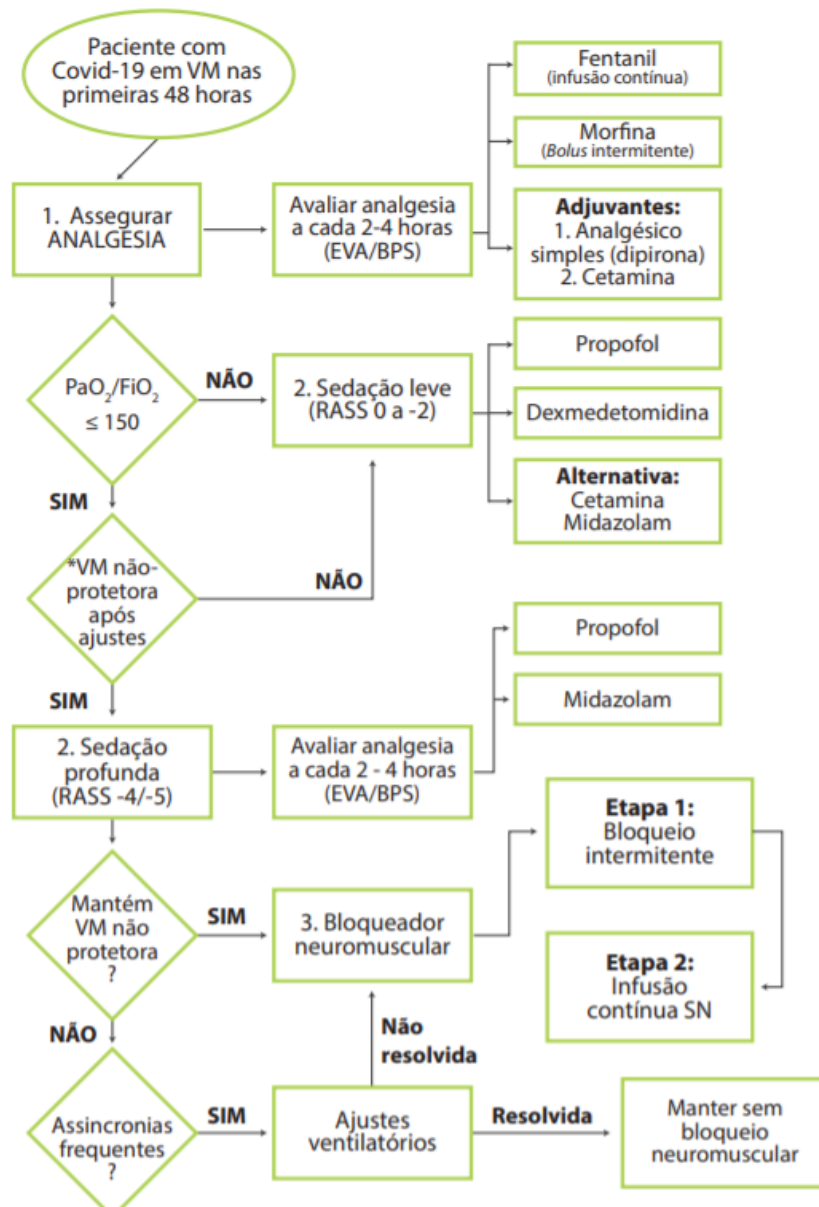 Paciente com
Covid-19 em VM nas
primeiras 48 horas
1. Assegurar
ANALGESIA
Avaliar analgesia
a cada 2-4 horas
(EVA/BPS)
Fentanil
(infusão contínua)
Morfina
(Bolus intermitente)
Adjuvantes:
1. Analgésico
simples (dipirona)
2. Cetamina
PaO₂/FiO₂
≤ 150
NÃO
2. Sedação leve
(RASS 0 a -2)
Propofol
Dexmedetomidina
Alternativa:
Cetamina
Midazolam
SIM
*VM não-
protetora
após
ajustes
NÃO
SIM
2. Sedação
profunda
(RASS -4/-5)
Avaliar analgesia
a cada 2 - 4 horas
(EVA/BPS)
Propofol
Midazolam
Mantém
VM não
protetora
?
SIM
3. Bloqueador
neuromuscular
Etapa 1:
Bloqueio
intermitente
Etapa 2:
Infusão
contínua SN
NÃO
Não
resolvida
Assincronias
frequentes
?
SIM
Ajustes
ventilatórios
Resolvida
Manter sem
bloqueio
neuromuscular